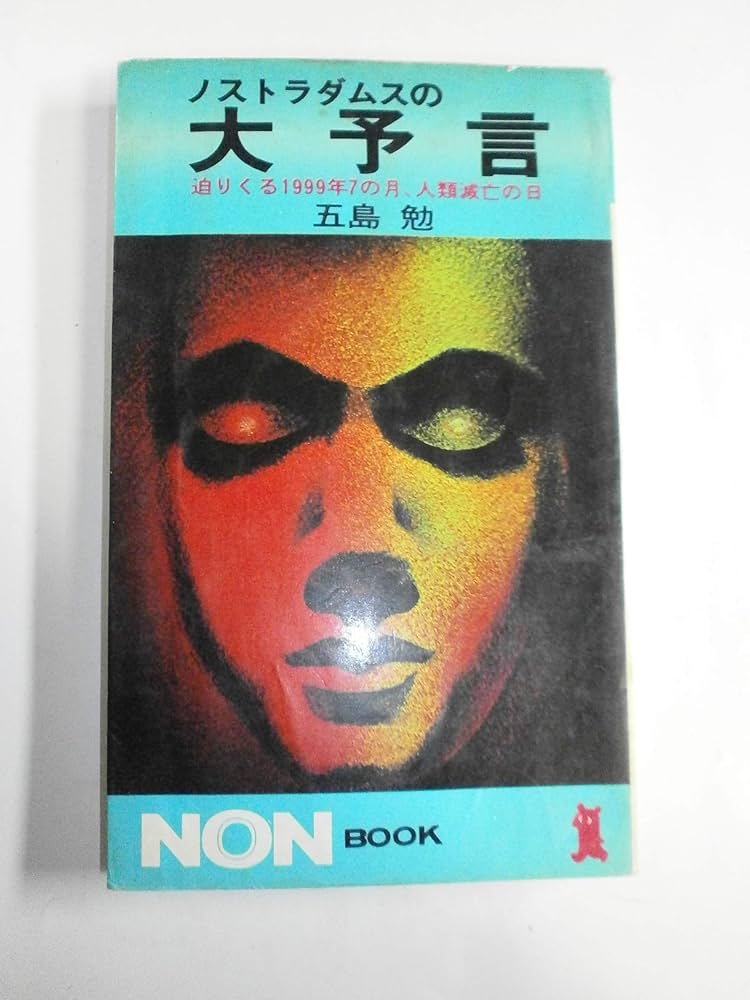 ノストラダムスの
大予言
迫りくる1999年7の月、人類滅亡の日
五島 勉
NON BOOK